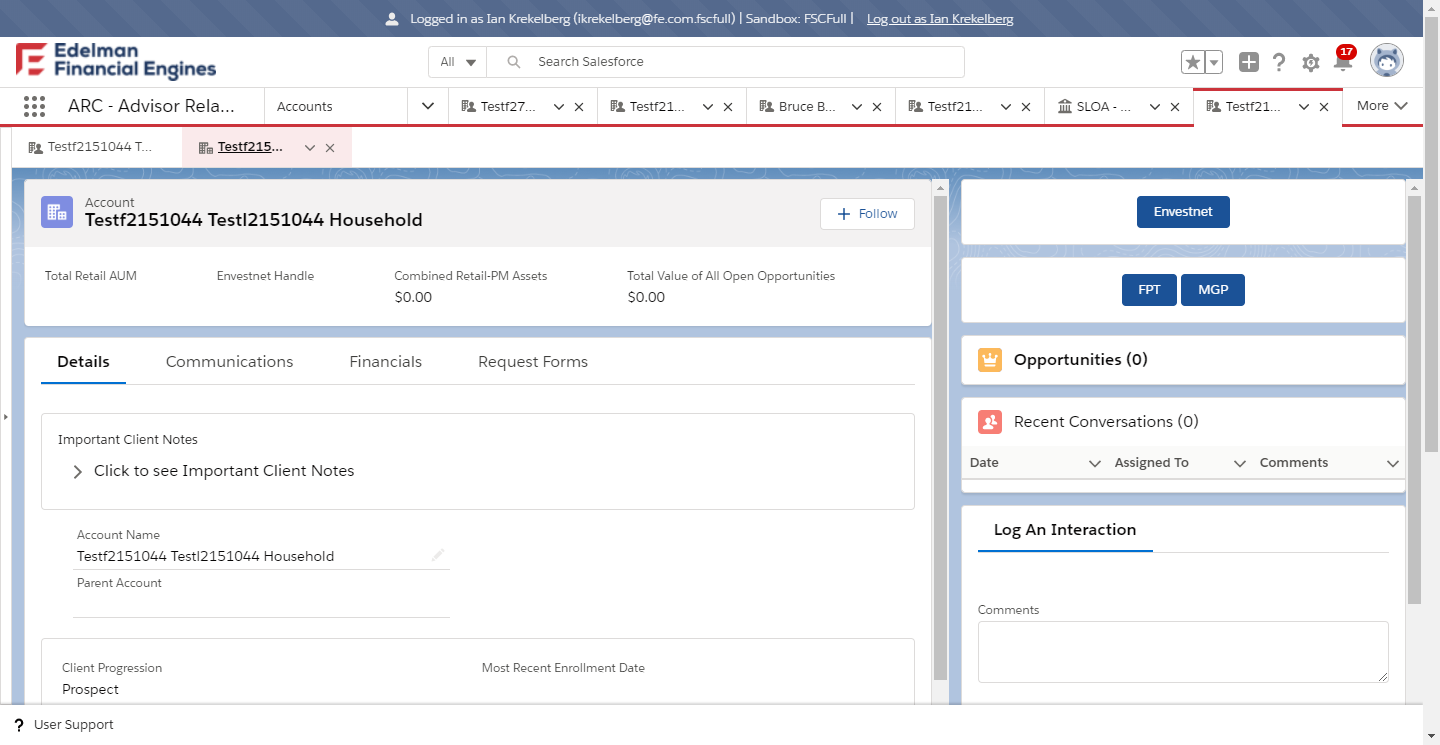 Logged in as Ian Krekelberg (ikrekelberg@fe.com.fscfull) | Sandbox: FSCFull | Log out as Ian Krekelberg
Edelman
Financial Engines
All
Search Salesforce
17
ARC - Advisor Rela...
Accounts
Testf27...
Testf21...
Bruce B...
Testf21...
SLOA - ...
Testf21...
More
Testf2151044 T...
Testf215...
Account
Testf2151044 Testl2151044 Household
Follow
Total Retail AUM
Envestnet Handle
Combined Retail-PM Assets
$0.00
Total Value of All Open Opportunities
$0.00
Details
Communications
Financials
Request Forms
Important Client Notes
Click to see Important Client Notes
Account Name
Testf2151044 Testl2151044 Household
Parent Account
Client Progression
Prospect
Most Recent Enrollment Date
Envestnet
FPT
MGP
Opportunities (0)
Recent Conversations (0)
Date
Assigned To
Comments
Log An Interaction
Comments
? User Support